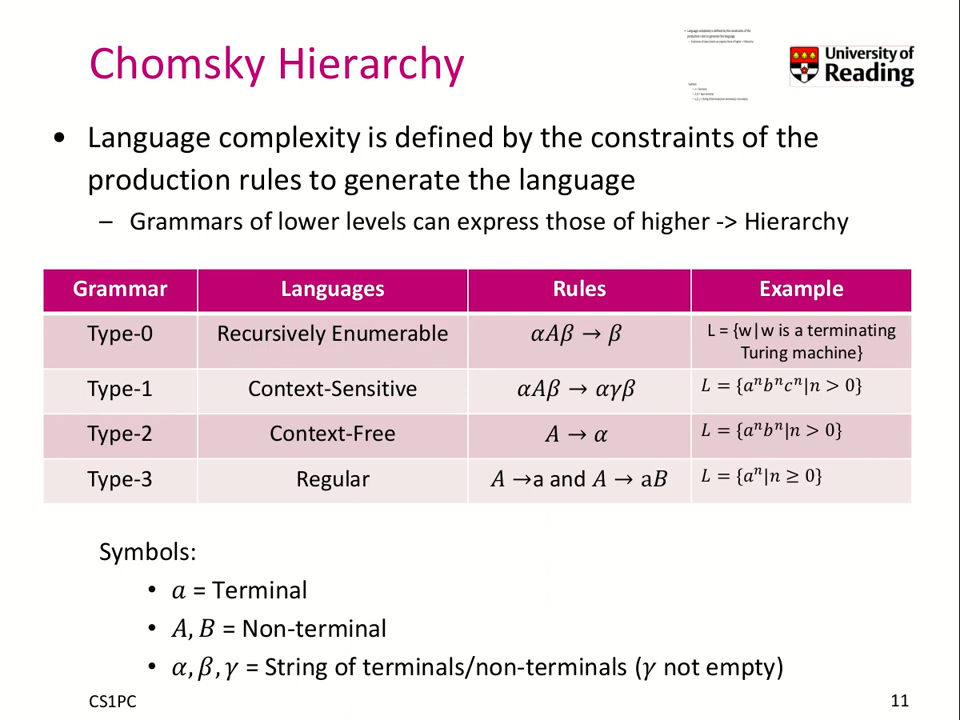 Chomsky Hierarchy
University of
Reading
• Language complexity is defined by the constraints of the
production rules to generate the language
– Grammars of lower levels can express those of higher -> Hierarchy
Grammar Languages Rules Example
Type-0 Recursively Enumerable 𝛼𝐴𝛽 → 𝛽 L = {w|w is a terminating
Turing machine}
Type-1 Context-Sensitive 𝛼𝐴𝛽 → 𝛼𝛾𝛽 𝐿 = {𝑎ⁿ𝑏ⁿ𝑐ⁿ|𝑛 > 0}
Type-2 Context-Free 𝐴 → 𝛼 𝐿 = {𝑎ⁿ𝑏ⁿ|𝑛 > 0}
Type-3 Regular 𝐴 →a and 𝐴 → a𝐵 𝐿 = {𝑎ⁿ|𝑛 ≥ 0}
Symbols:
• 𝑎 = Terminal
• 𝐴, 𝐵 = Non-terminal
• 𝛼, 𝛽, 𝛾 = String of terminals/non-terminals (𝛾 not empty)
CS1PC
11